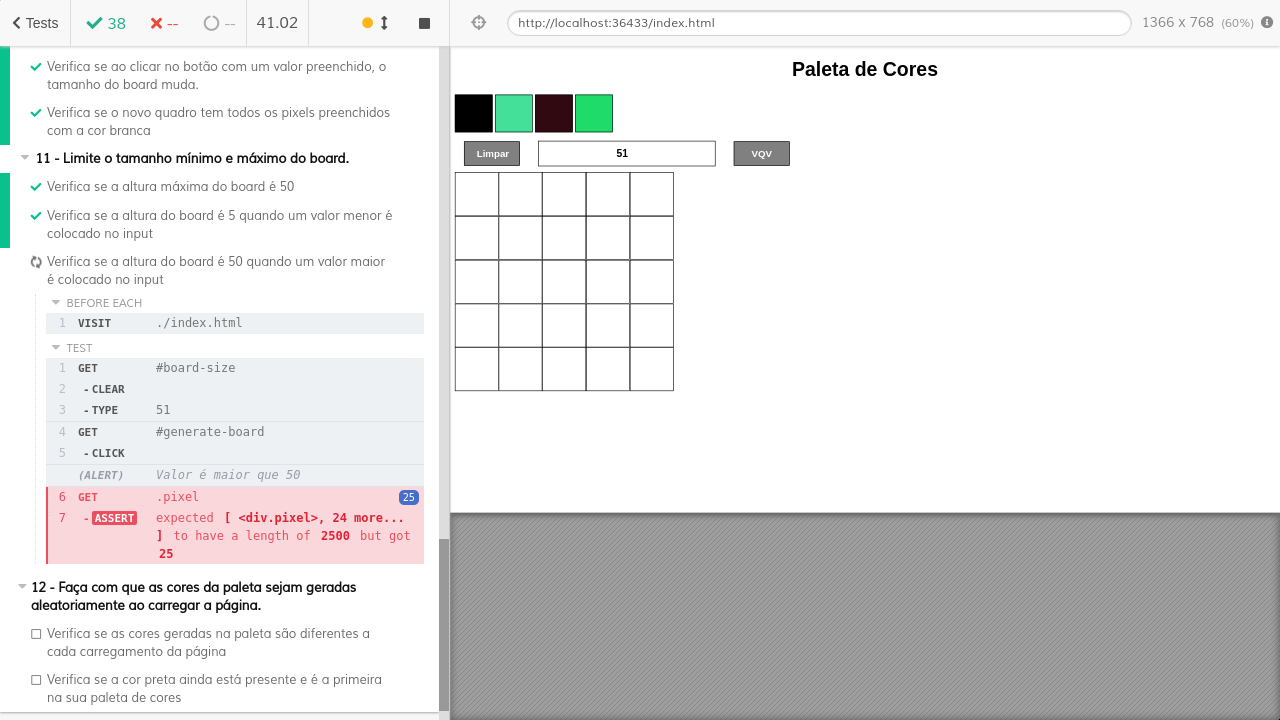 Tests
38
--
--
41.02
http://localhost:36433/index.html
1366 x 768 (60%)
Verifica se ao clicar no botão com um valor preenchido, o
tamanho do board muda.
Verifica se o novo quadro tem todos os pixels preenchidos
com a cor branca
11 - Limite o tamanho mínimo e máximo do board.
Verifica se a altura máxima do board é 50
Verifica se a altura do board é 5 quando um valor menor é
colocado no input
Verifica se a altura do board é 50 quando um valor maior
é colocado no input
BEFORE EACH
1 VISIT ./index.html
TEST
1 GET #board-size
2 -CLEAR
3 -TYPE 51
4 GET #generate-board
5 -CLICK
(ALERT) Valor é maior que 50
6 GET .pixel 25
7 -ASSERT expected [ <div.pixel>, 24 more...
] to have a length of 2500 but got
25
12 - Faça com que as cores da paleta sejam geradas
aleatoriamente ao carregar a página.
Verifica se as cores geradas na paleta são diferentes a
cada carregamento da página
Verifica se a cor preta ainda está presente e é a primeira
na sua paleta de cores
Paleta de Cores
Limpar
51
VQV